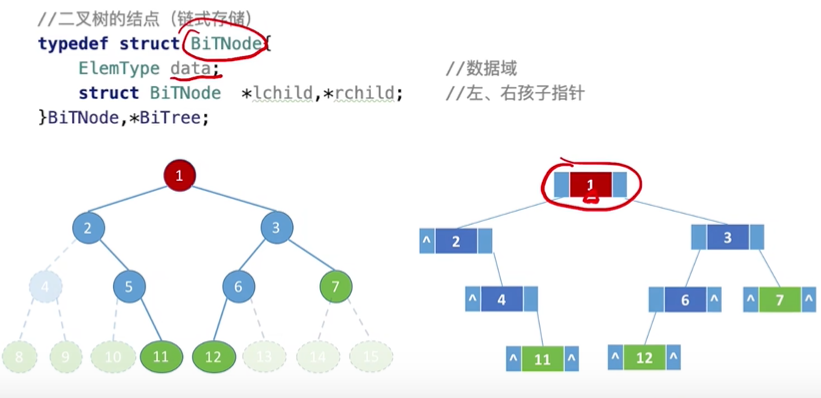 //二叉树的结点（链式存储）
typedef struct BiTNode{
ElemType data; //数据域
struct BiTNode *lchild,*rchild; //左、右孩子指针
}BiTNode,*BiTree;
1
2 3
4 5 6 7
8 9 10 11 12 13 14 15
1
^ 2 3
^ 4 6 ^ ^ 7 ^
^ 11 ^ ^ 12 ^